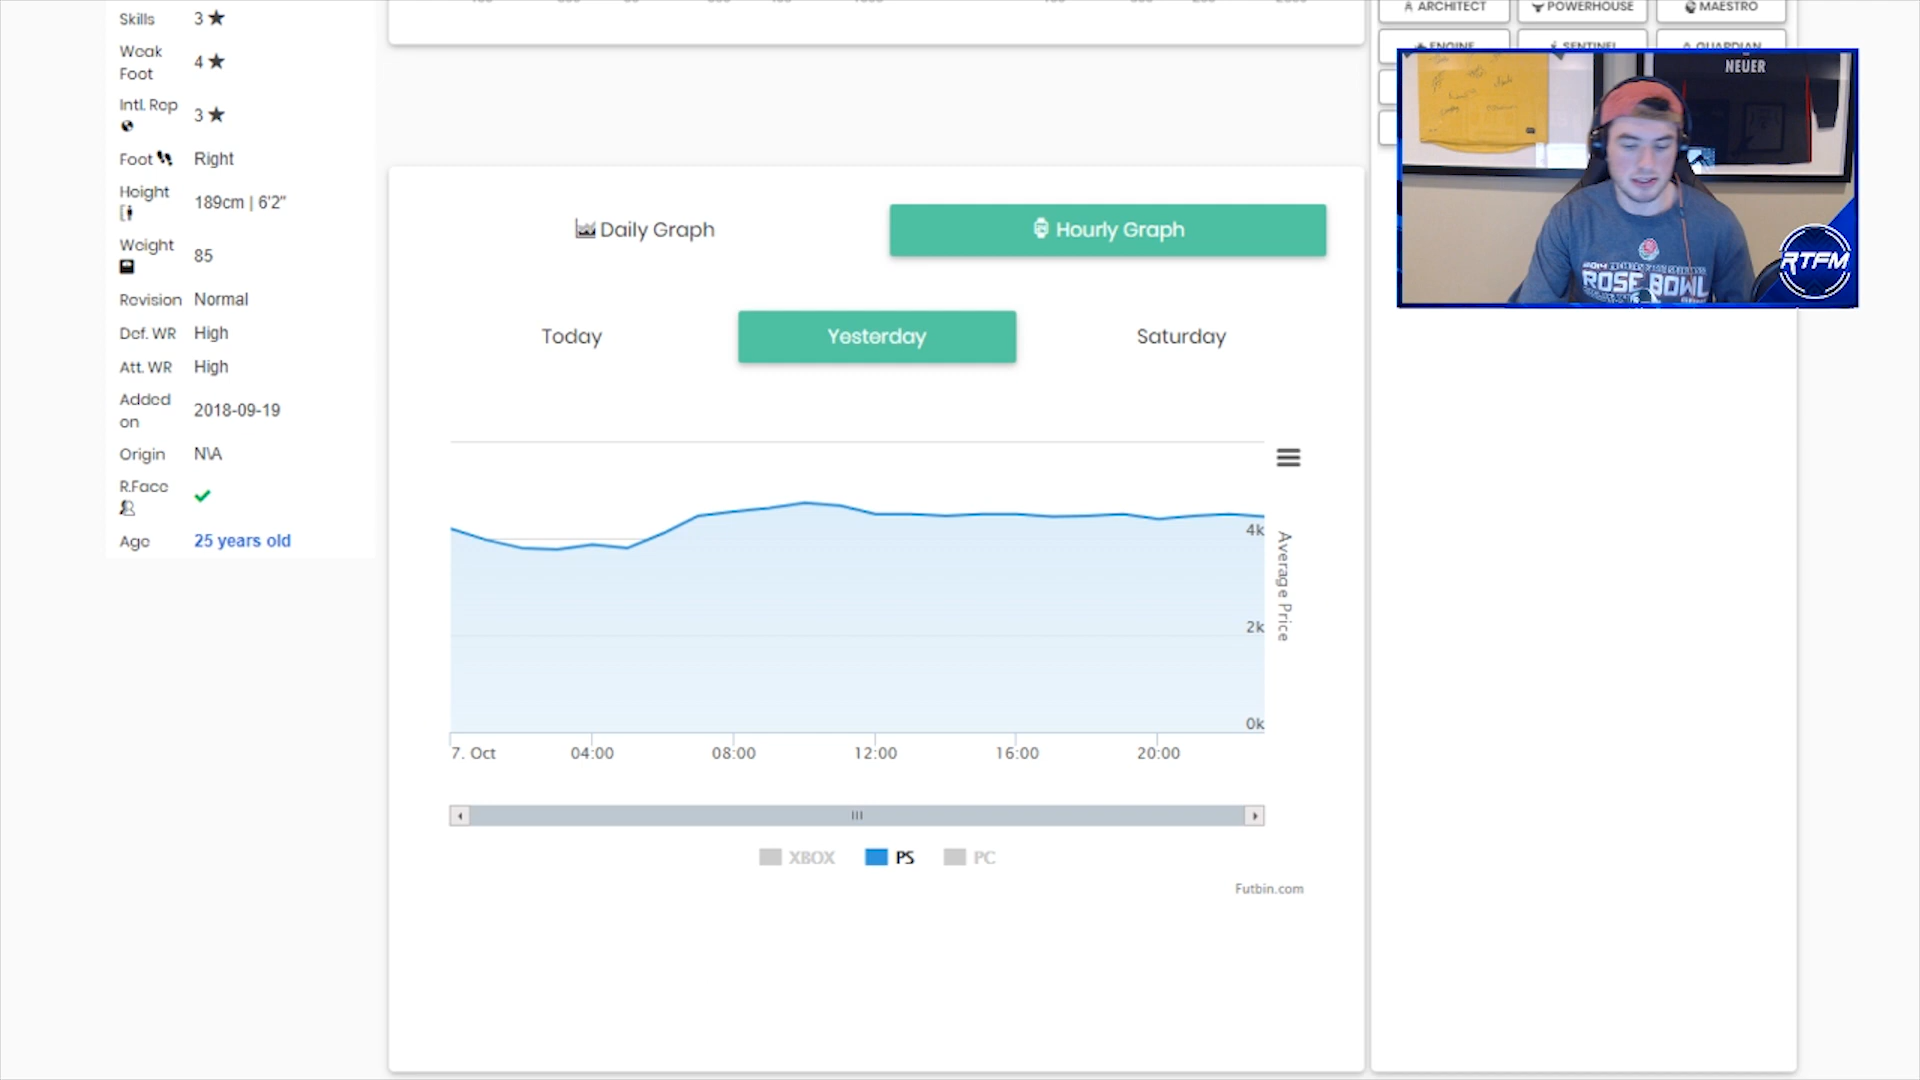 Skills 3 ★
Weak Foot 4 ★
Intl. Rep 3 ★
Foot Right
Height 189cm | 6'2"
Weight 85
Revision Normal
Def. WR High
Att. WR High
Added on 2018-09-19
Origin N\A
R.Face
Age 25 years old
ARCHITECT POWERHOUSE MAESTRO
ENGINE SENTINEL GUARDIAN
NEUER
ROSE BOWL
RTFM
Daily Graph Hourly Graph
Today Yesterday Saturday
4k
2k
0k
Average Price
7. Oct 04:00 08:00 12:00 16:00 20:00
XBOX PS PC
Futbin.com